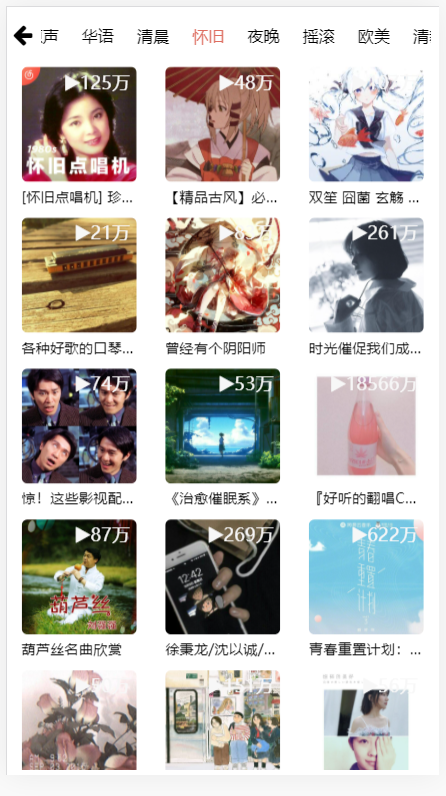 声 华语 清晨 怀旧 夜晚 摇滚 欧美 清
▶125万 ▶48万
1980s
怀旧点唱机
[怀旧点唱机] 珍... 【精品古风】必... 双笙 囧菌 玄觞 ...
▶21万 ▶261万
各种好歌的口琴... 曾经有个阴阳师 时光催促我们成...
▶74万 ▶53万 ▶18566万
惊！这些影视配... 《治愈催眠系》... 『好听的翻唱C...
▶87万 ▶269万 ▶622万
葫芦丝
12:42
青春重置计划
葫芦丝名曲欣赏 徐秉龙/沈以诚/... 青春重置计划：...